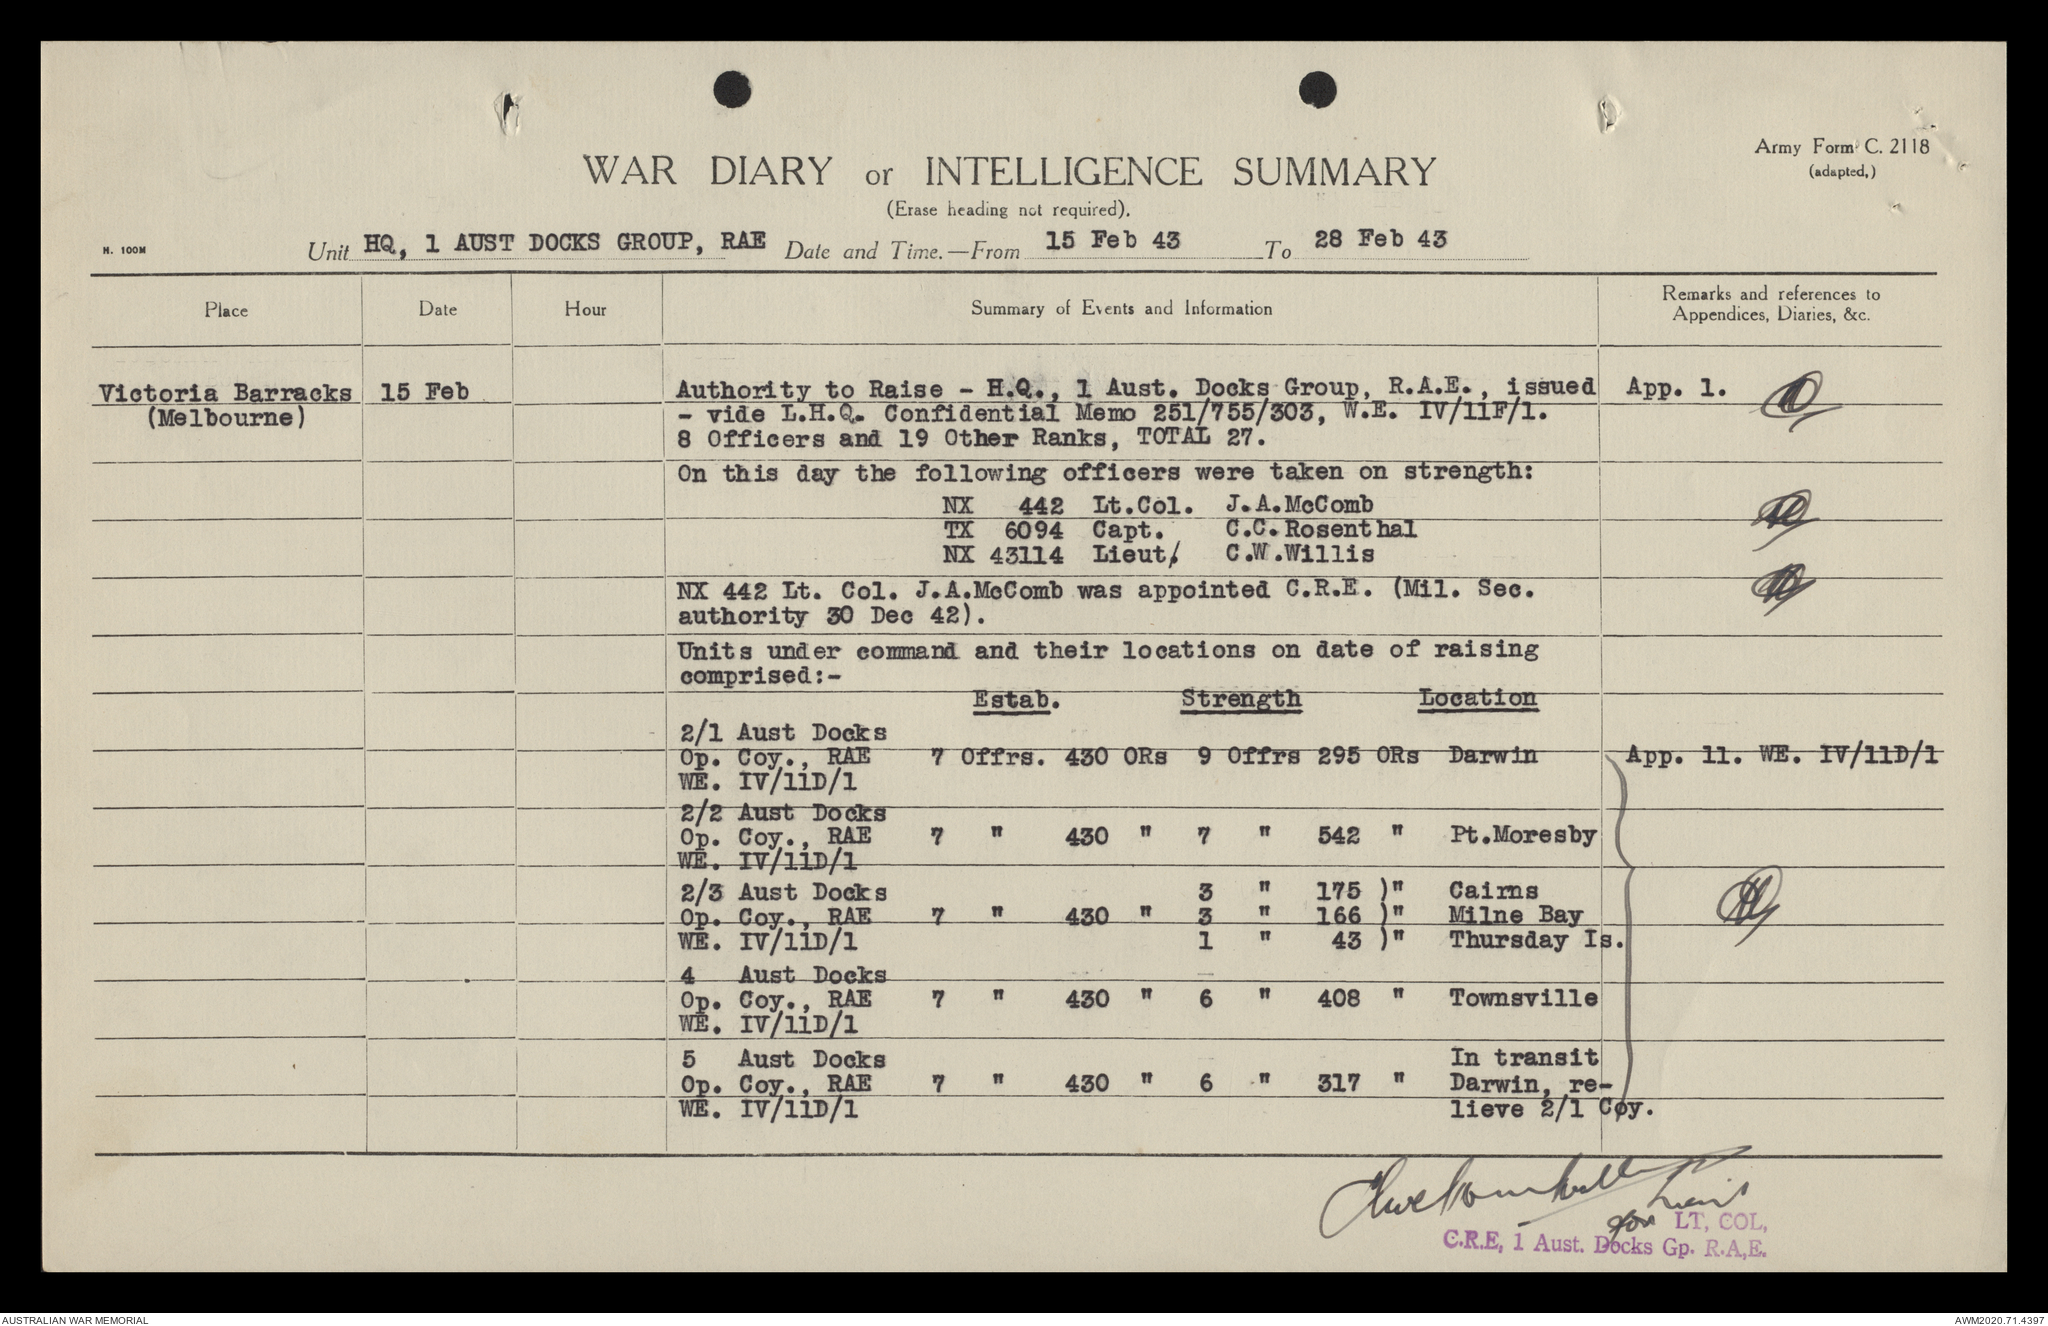 Army Form C. 2118
(adapted,)
WAR DIARY or INTELLIGENCE SUMMARY
(Erase heading not required).
H. 100M
Unit HQ, 1 AUST DOCKS GROUP, RAE Date and Time.—From 15 Feb 43 To 28 Feb 43
Place Date Hour Summary of Events and Information Remarks and references to
Appendices, Diaries, &c.
Victoria Barracks 15 Feb Authority to Raise - H.Q., 1 Aust. Docks Group, R.A.E., issued App. 1.
(Melbourne) - vide L.H.Q. Confidential Memo 251/755/303, W.E. IV/11F/1.
8 Officers and 19 Other Ranks, TOTAL 27.
On this day the following officers were taken on strength:
NX 442 Lt.Col. J.A.McComb
TX 6094 Capt. C.C.Rosenthal
NX 43114 Lieut. C.W.Willis
NX 442 Lt. Col. J.A.McComb was appointed C.R.E. (Mil. Sec.
authority 30 Dec 42).
Units under command and their locations on date of raising
comprised:-
Estab. Strength Location
2/1 Aust Docks
Op. Coy., RAE 7 Offrs. 430 ORs 9 Offrs 295 ORs Darwin App. 11. WE. IV/11D/1
WE. IV/11D/1
2/2 Aust Docks
Op. Coy., RAE 7 " 430 " 7 " 542 " Pt.Moresby
WE. IV/11D/1
2/3 Aust Docks 3 " 175 )" Cairns
Op. Coy., RAE 7 " 430 " 3 " 166 )" Milne Bay
WE. IV/11D/1 1 " 43 )" Thursday Is.
4 Aust Docks
Op. Coy., RAE 7 " 430 " 6 " 408 " Townsville
WE. IV/11D/1
5 Aust Docks In transit
Op. Coy., RAE 7 " 430 " 6 " 317 " Darwin, re-
WE. IV/11D/1 lieve 2/1 Coy.
for LT, COL,
C.R.E, 1 Aust. Docks Gp. R.A.E.
AUSTRALIAN WAR MEMORIAL AWM2020.71.4397